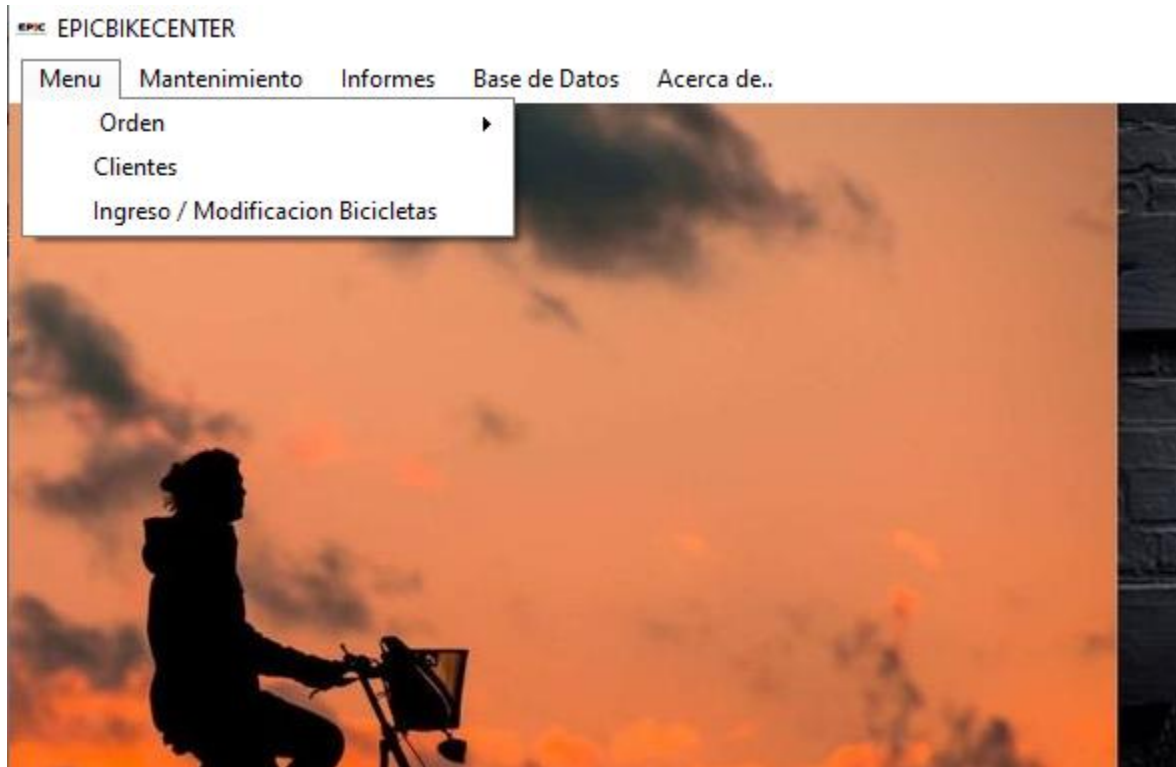 EPIC EPICBIKECENTER
Menu Mantenimiento Informes Base de Datos Acerca de..
Orden
Clientes
Ingreso / Modificacion Bicicletas